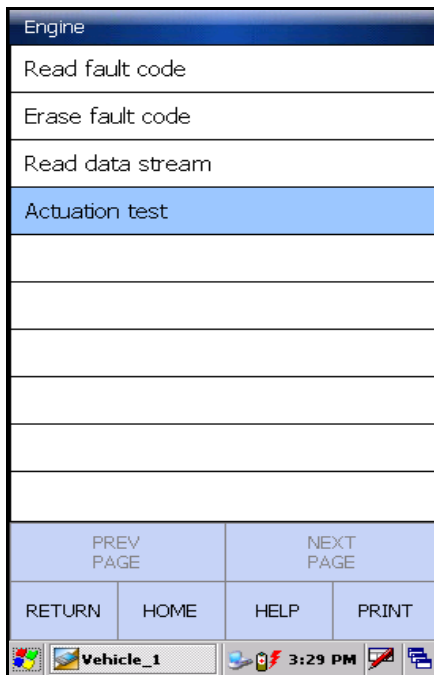 Engine
Read fault code
Erase fault code
Read data stream
Actuation test
PREV
PAGE
NEXT
PAGE
RETURN
HOME
HELP
PRINT
Vehicle_1
3:29 PM